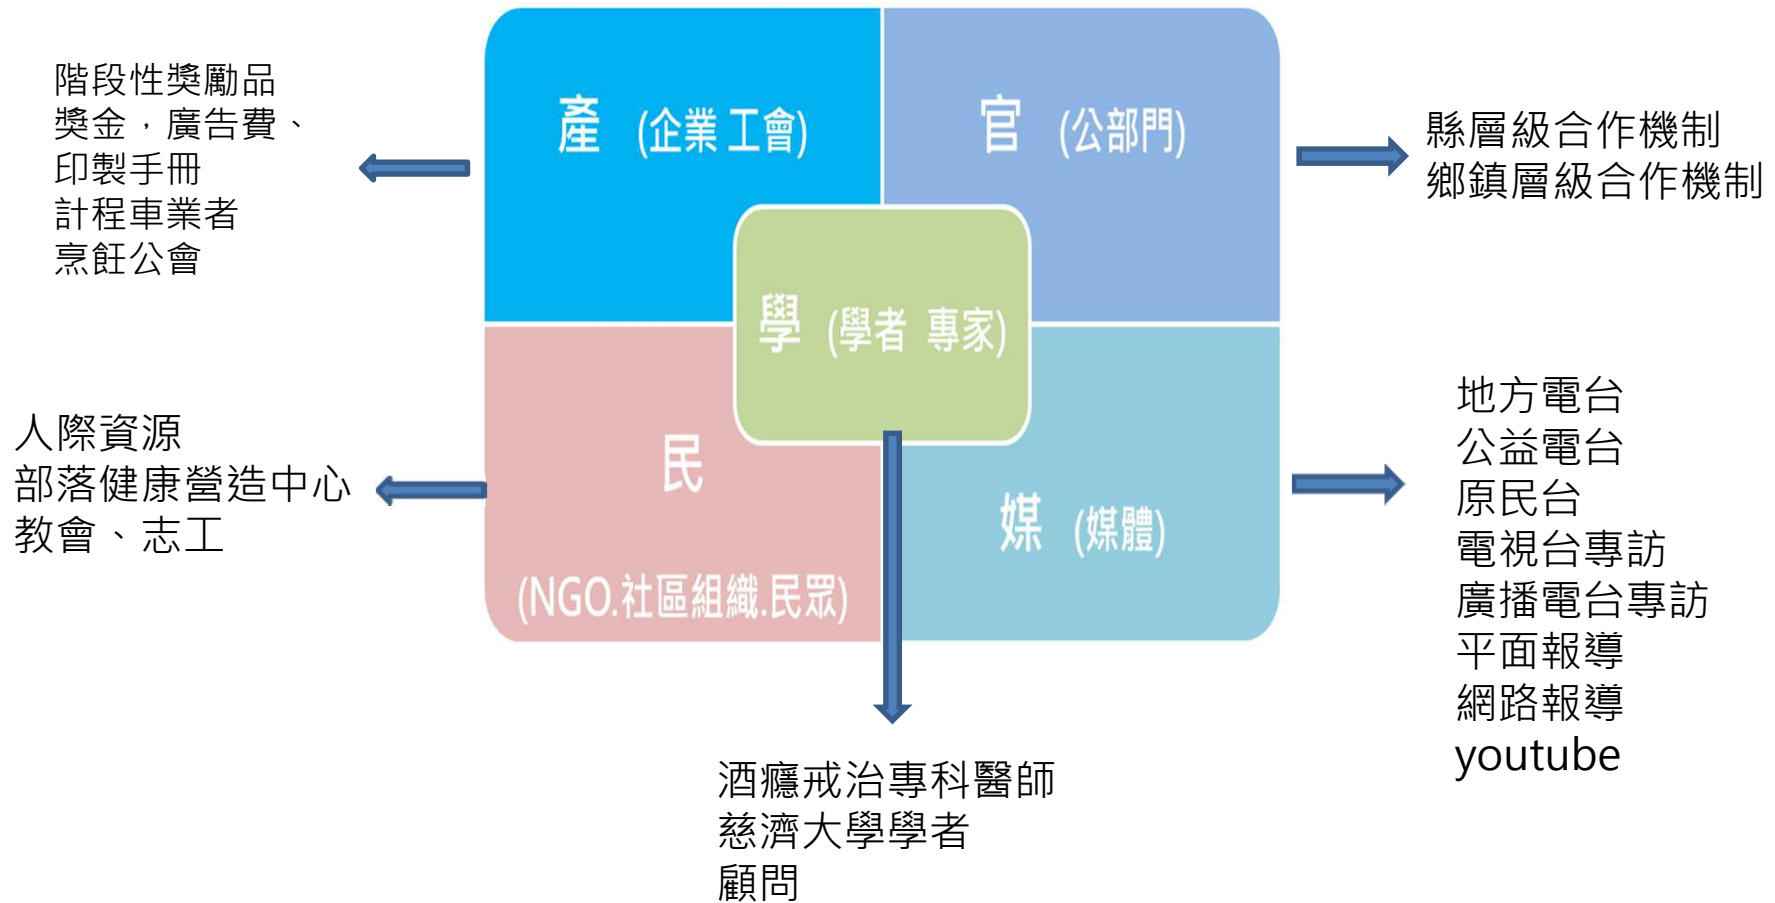 階段性獎勵品
獎金，廣告費、
印製手冊
計程車業者
烹飪公會
產 (企業 工會)
官 (公部門)
縣層級合作機制
鄉鎮層級合作機制
學 (學者 專家)
人際資源
部落健康營造中心
教會、志工
民
(NGO.社區組織.民眾)
媒 (媒體)
地方電台
公益電台
原民台
電視台專訪
廣播電台專訪
平面報導
網路報導
youtube
酒癮戒治專科醫師
慈濟大學學者
顧問